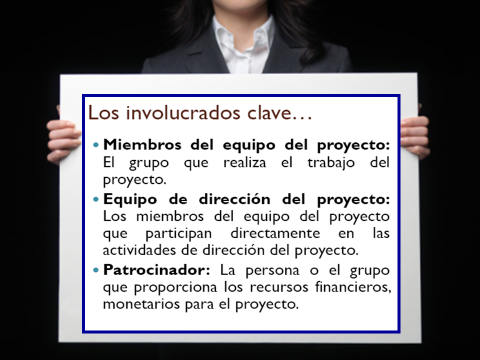 Los involucrados clave…
• Miembros del equipo del proyecto:
El grupo que realiza el trabajo del
proyecto.
• Equipo de dirección del proyecto:
Los miembros del equipo del proyecto
que participan directamente en las
actividades de dirección del proyecto.
• Patrocinador: La persona o el grupo
que proporciona los recursos financieros,
monetarios para el proyecto.